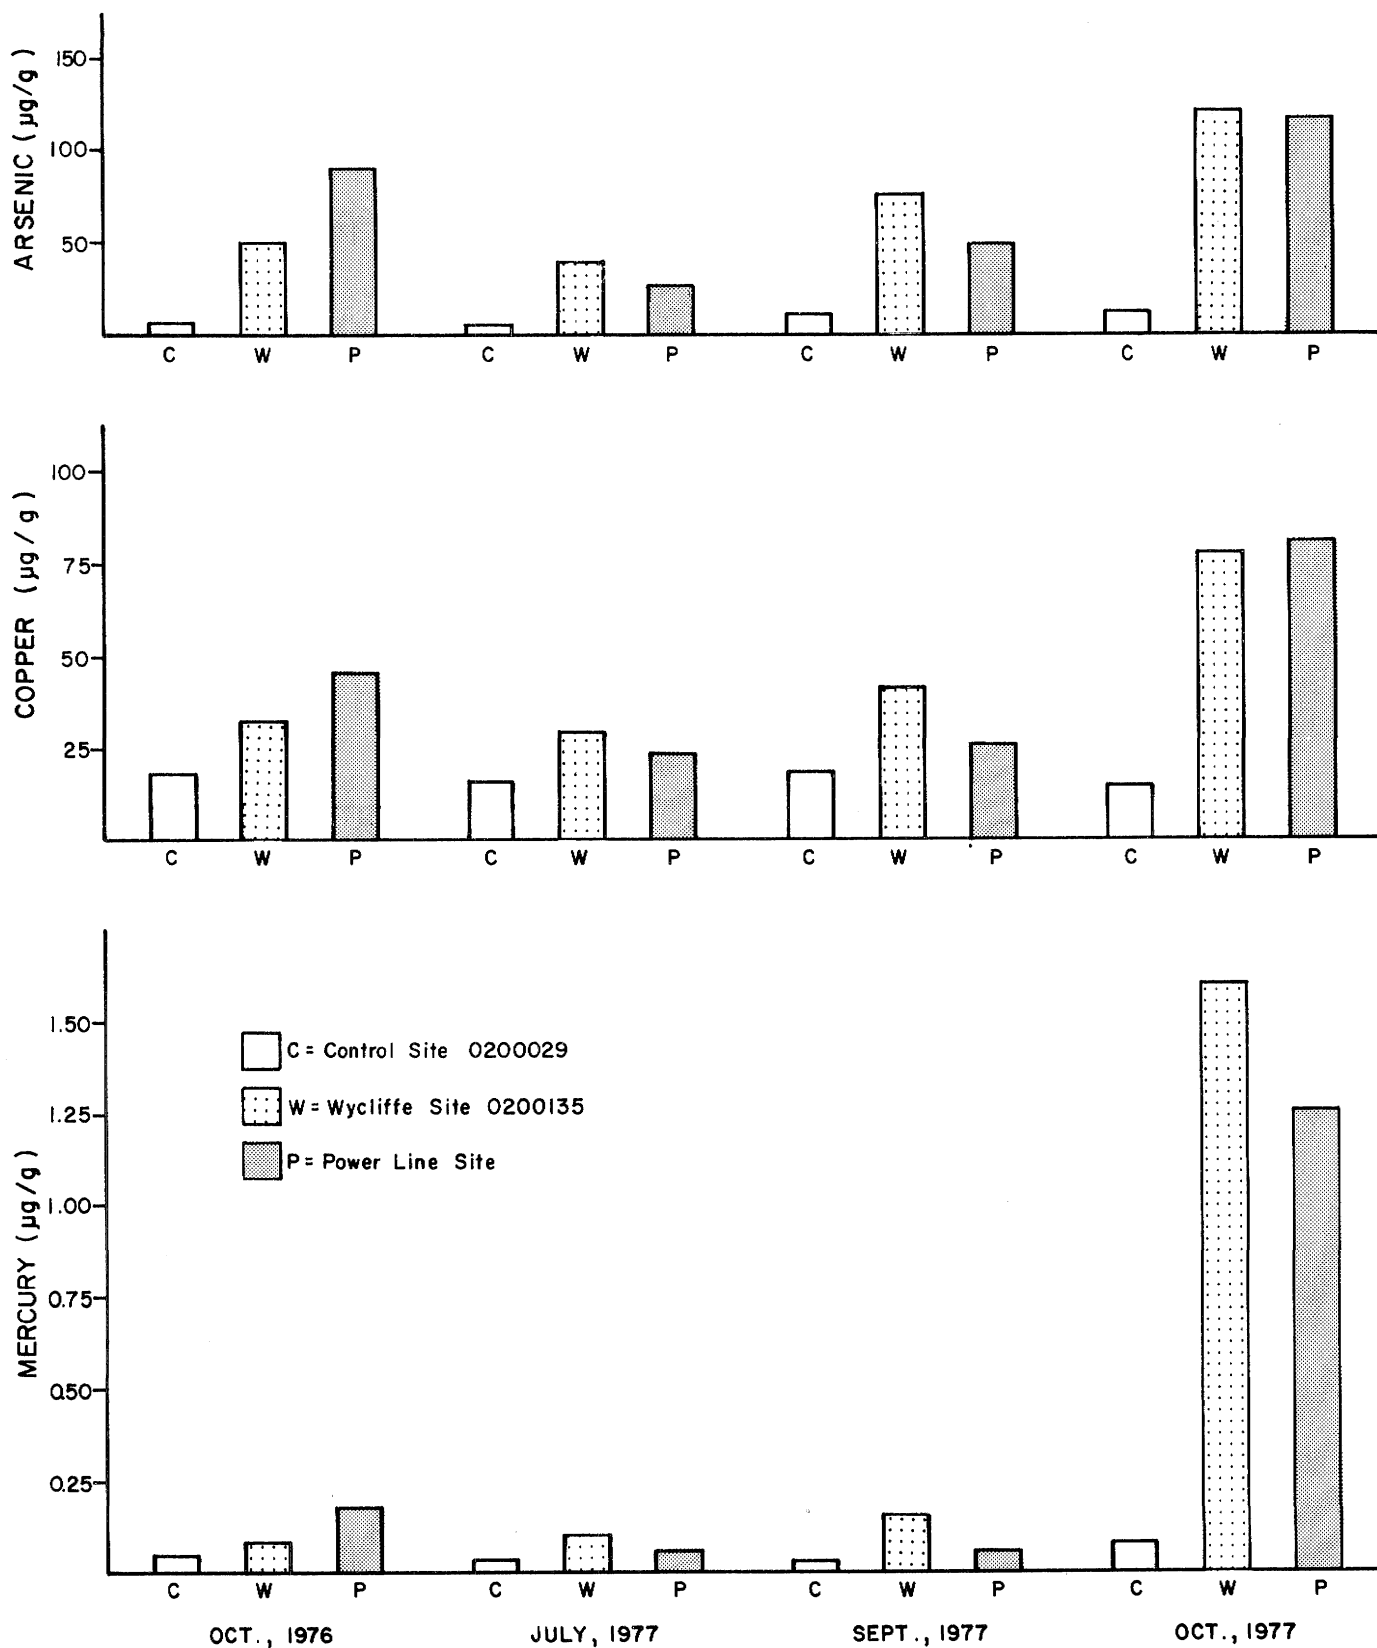 ARSENIC (µg/g)
150
100
50
C W P C W P C W P C W P
COPPER (µg/g)
100
75
50
25
C W P C W P C W P C W P
MERCURY (µg/g)
1.50
1.25
1.00
0.75
0.50
0.25
C = Control Site 0200029
W = Wycliffe Site 0200135
P = Power Line Site
C W P C W P C W P C W P
OCT., 1976 JULY, 1977 SEPT., 1977 OCT., 1977